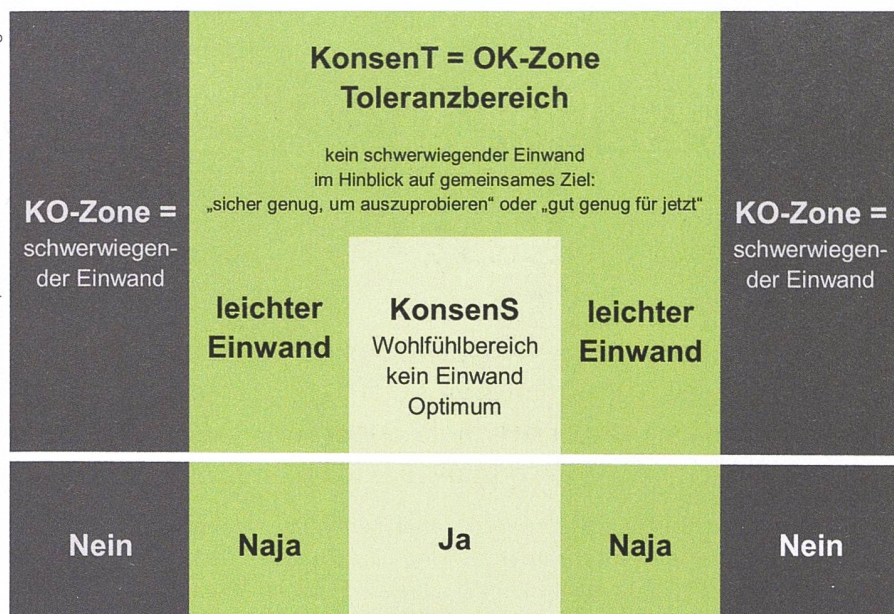 KonsenT = OK-Zone
Toleranzbereich
kein schwerwiegender Einwand
im Hinblick auf gemeinsames Ziel:
„sicher genug, um auszuprobieren“ oder „gut genug für jetzt“
KO-Zone =
schwerwiegen-
der Einwand
leichter
Einwand
KonsenS
Wohlfühlbereich
kein Einwand
Optimum
leichter
Einwand
KO-Zone =
schwerwiegen-
der Einwand
Nein
Naja
Ja
Naja
Nein